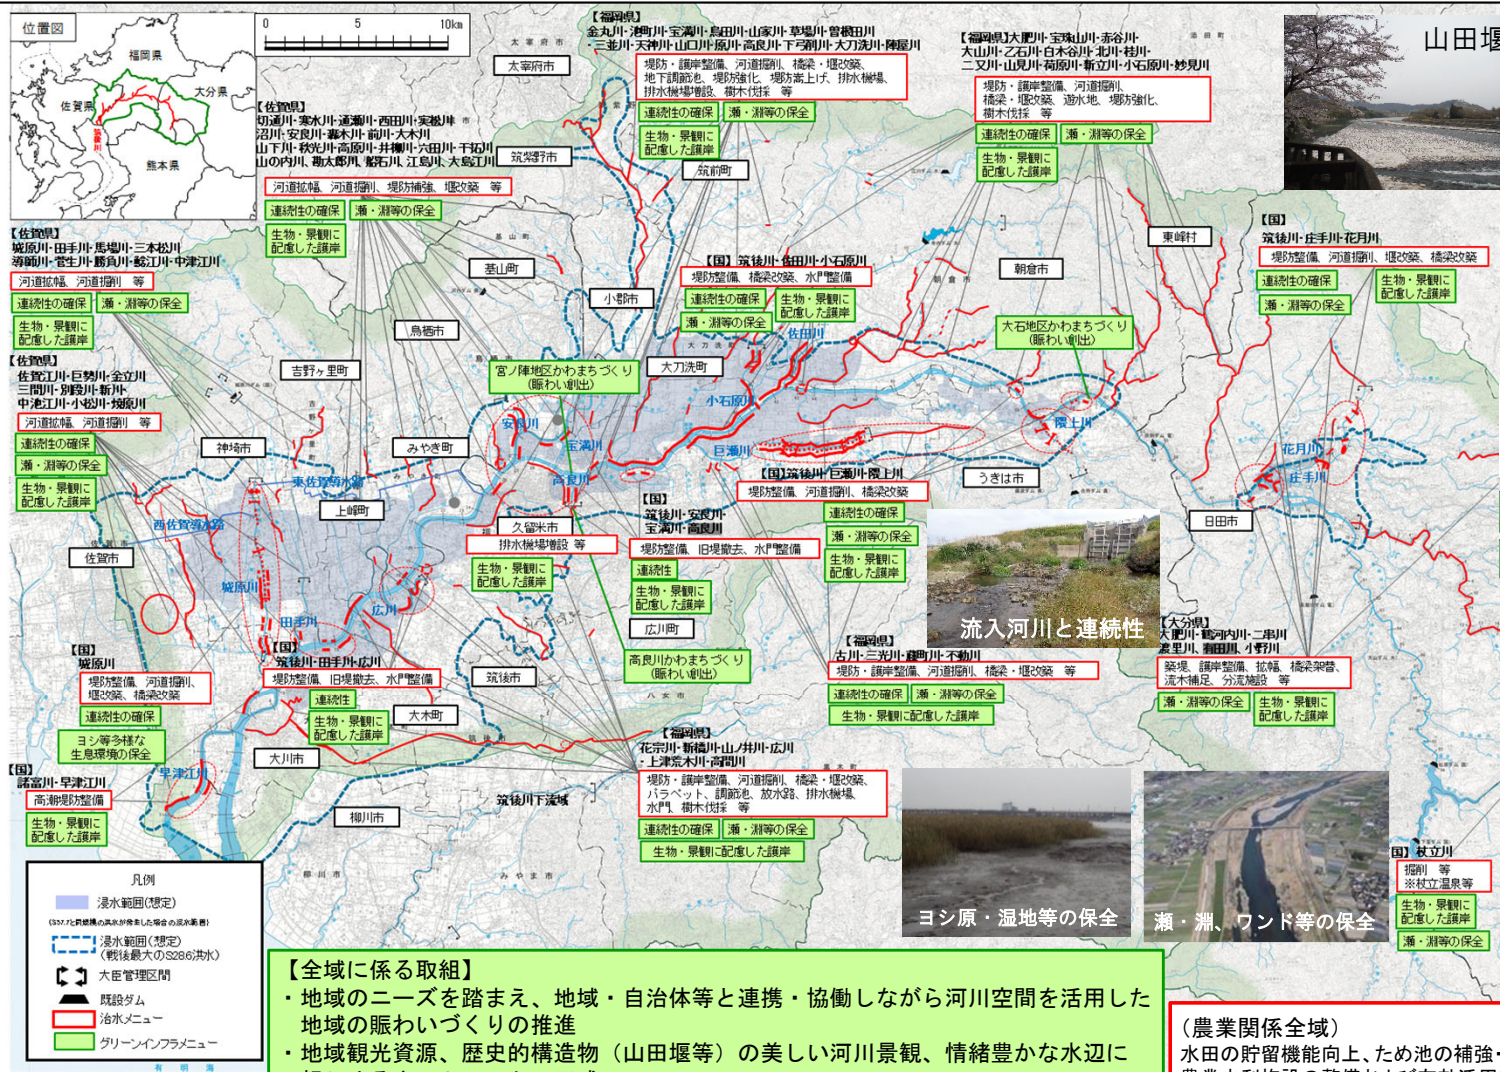 位置図
福岡県
大分県
佐賀県
筑後川
熊本県
0 5 10km
【福岡県】
金丸川・池町川・宝満川・鳥田川・山家川・草場川・曽根田川
・三並川・天神川・山口川・原川・高良川・下弓削川・大刀洗川・陣屋川
堤防・護岸整備、河道掘削、橋梁・堰改築、
地下調節池、堤防強化、堤防嵩上げ、排水機場、
排水機場増設、樹木伐採 等
連続性の確保
瀬・淵等の保全
生物・景観に
配慮した護岸
【福岡県】大肥川・宝珠山川・赤谷川・
大山川・乙石川・白木谷川・北川・桂川・
二又川・山見川・荷原川・新立川・小石原川・妙見川
堤防・護岸整備、河道掘削、
橋梁・堰改築、遊水地、堤防強化、
樹木伐採 等
連続性の確保
瀬・淵等の保全
生物・景観に
配慮した護岸
山田堰
【佐賀県】
切通川・寒水川・通瀬川・西田川・実松川
沼川・安良川・轟木川・前川・大木川
山下川・秋光川・高原川・井柳川・六田川・干拓川
山の内川、勘太郎川、船石川、江島川、大島江川
河道拡幅、河道掘削、堤防補強、堰改築 等
連続性の確保
瀬・淵等の保全
生物・景観に
配慮した護岸
太宰府市
筑紫野市
筑前町
【佐賀県】
城原川・田手川・馬場川・三本松川
導師川・菅生川・勝負川・鯰江川・中津江川
河道拡幅、河道掘削 等
連続性の確保
瀬・淵等の保全
生物・景観に
配慮した護岸
基山町
小郡市
鳥栖市
【国】筑後川・佐田川・小石原川
堤防整備、橋梁改築、水門整備
連続性の確保
瀬・淵等の保全
生物・景観に
配慮した護岸
朝倉市
東峰村
【国】
筑後川・庄手川・花月川
堤防整備、河道掘削、堰改築、橋梁改築
連続性の確保
瀬・淵等の保全
生物・景観に
配慮した護岸
大石地区かわまちづくり
(賑わい創出)
佐田川
大刀洗町
宮ノ陣地区かわまちづくり
(賑わい創出)
吉野ヶ里町
【佐賀県】
佐賀江川・巨勢川・金立川
三間川・別段川・新川
中池江川・小松川・焼原川
河道拡幅、河道掘削 等
連続性の確保
瀬・淵等の保全
生物・景観に
配慮した護岸
神埼市
みやき町
安良川
宝満川
小石原川
巨瀬川
隈上川
花月川
庄手川
高良川
東佐賀導水路
西佐賀導水路
上峰町
佐賀市
うきは市
日田市
久留米市
排水機場増設 等
生物・景観に
配慮した護岸
【国】
筑後川・安良川・
宝満川・高良川
堤防整備、旧堤撤去、水門整備
連続性
生物・景観に
配慮した護岸
【国】筑後川・巨瀬川・隈上川
堤防整備、河道掘削、橋梁改築
連続性の確保
瀬・淵等の保全
生物・景観に
配慮した護岸
流入河川と連続性
城原川
田手川
広川
広川町
高良川かわまちづくり
(賑わい創出)
【国】
城原川
堤防整備、河道掘削、
堰改築、橋梁改築
連続性の確保
ヨシ等多様な
生息環境の保全
【国】
筑後川・田手川・広川
堤防整備、旧堤撤去、水門整備
連続性
生物・景観に
配慮した護岸
筑後市
大木町
大川市
【福岡県】
古川・三光川・藤町川・不動川
堤防・護岸整備、河道掘削、橋梁・堰改築 等
連続性の確保
瀬・淵等の保全
生物・景観に配慮した護岸
【大分県】
大肥川・鶴河内川・二串川
渡里川、有田川、小野川
築堤、護岸整備、拡幅、橋梁架替、
流木捕足、分流施設 等
瀬・淵等の保全
生物・景観に
配慮した護岸
【福岡県】
花宗川・新橋川・山ノ井川・広川
・上津荒木川・高間川
堤防・護岸整備、河道掘削、橋梁・堰改築、
パラペット、調節池、放水路、排水機場、
水門、樹木伐採 等
連続性の確保
瀬・淵等の保全
生物・景観に配慮した護岸
【国】
諸富川・早津江川
高潮堤防整備
生物・景観に
配慮した護岸
早津江川
筑後川下流域
柳川市
ヨシ原・湿地等の保全
瀬・淵、ワンド等の保全
【国】杖立川
掘削 等
※杖立温泉等
生物・景観に
配慮した護岸
瀬・淵等の保全
凡例
浸水範囲(想定)
(S57.7と同規模の洪水が発生した場合の浸水範囲)
浸水範囲(想定)
(戦後最大のS28.6洪水)
大臣管理区間
既設ダム
治水メニュー
グリーンインフラメニュー
有明海
【全域に係る取組】
・地域のニーズを踏まえ、地域・自治体等と連携・協働しながら河川空間を活用した
地域の賑わいづくりの推進
・地域観光資源、歴史的構造物（山田堰等）の美しい河川景観、情緒豊かな水辺に
（農業関係全域）
水田の貯留機能向上、ため池の補強・